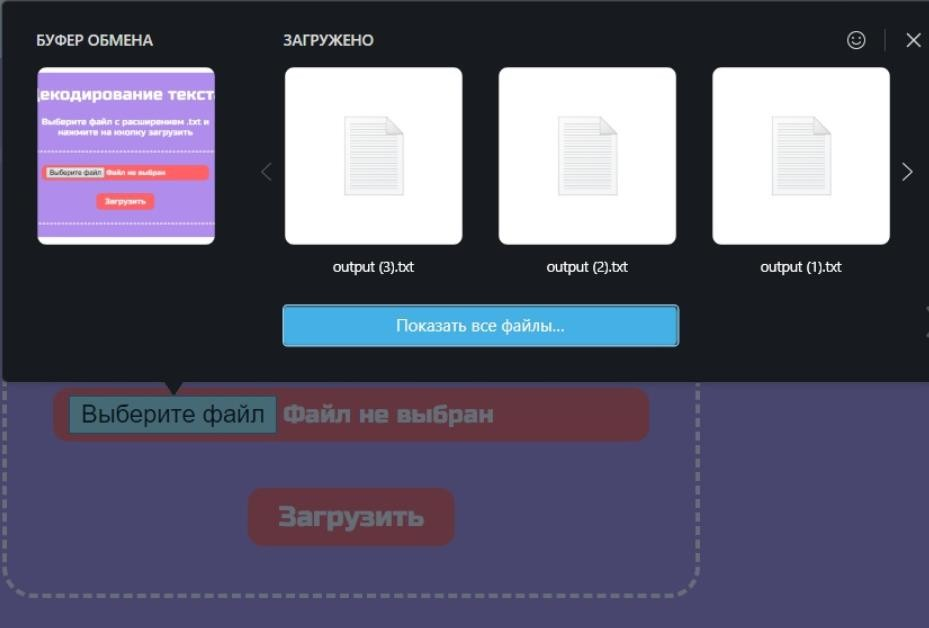 БУФЕР ОБМЕНА
ЗАГРУЖЕНО
декодирование текст
Выберите файл с расширением .txt и
нажмите на кнопку загрузить
Выберите файл Файл не выбран
Загрузить
output (3).txt
output (2).txt
output (1).txt
Показать все файлы...
Выберите файл Файл не выбран
Загрузить